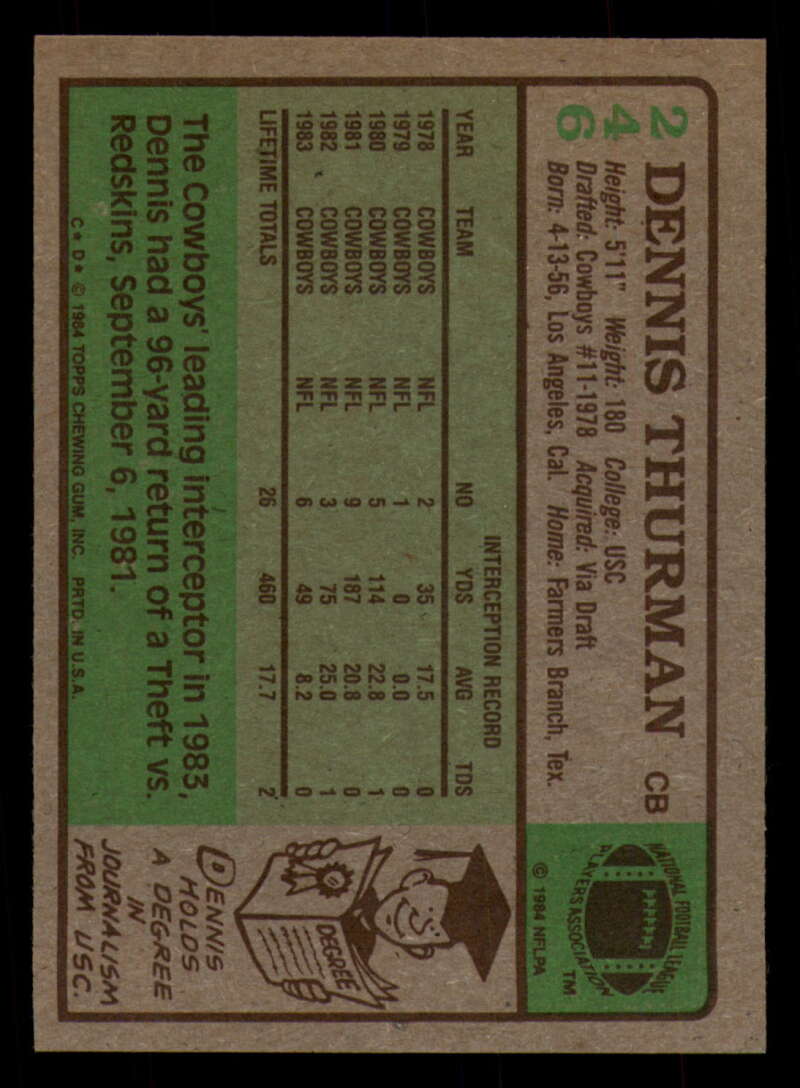 246
DENNIS THURMAN CB
Height: 5'11" Weight: 180 College: USC
Drafted: Cowboys #11-1978 Acquired: Via Draft
Born: 4-13-56, Los Angeles, Cal. Home: Farmers Branch, Tex.
NATIONAL FOOTBALL LEAGUE
PLAYERS ASSOCIATION
TM
© 1984 NFLPA
INTERCEPTION RECORD
YEAR TEAM NO YDS AVG TDS
1978 COWBOYS NFL 2 35 17.5 0
1979 COWBOYS NFL 1 0 0.0 0
1980 COWBOYS NFL 5 114 22.8 1
1981 COWBOYS NFL 9 187 20.8 0
1982 COWBOYS NFL 3 75 25.0 1
1983 COWBOYS NFL 6 49 8.2 0
LIFETIME TOTALS 26 460 17.7 2
The Cowboys' leading interceptor in 1983,
Dennis had a 96-yard return of a Theft vs.
Redskins, September 6, 1981.
C* D* © 1984 TOPPS CHEWING GUM, INC. PRTD. IN U.S.A.
DEGREE
DENNIS
HOLDS
A DEGREE
IN
JOURNALISM
FROM USC.